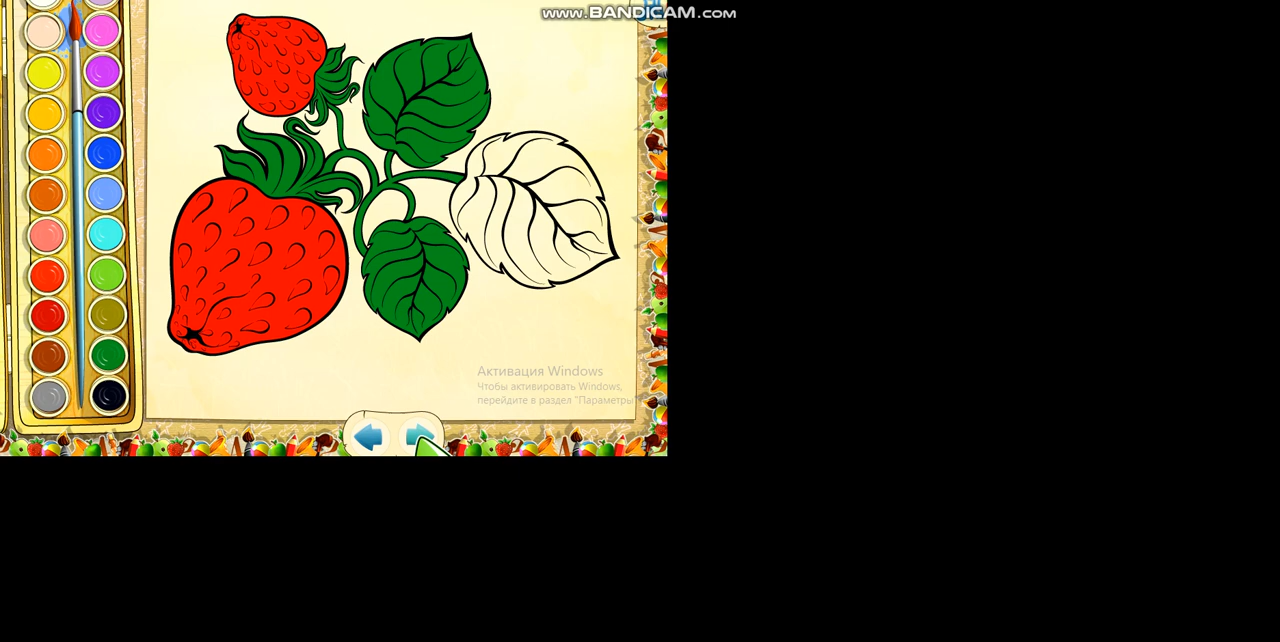 www.BANDICAM.com
Активация Windows
Чтобы активировать Windows,
перейдите в раздел "Параметры